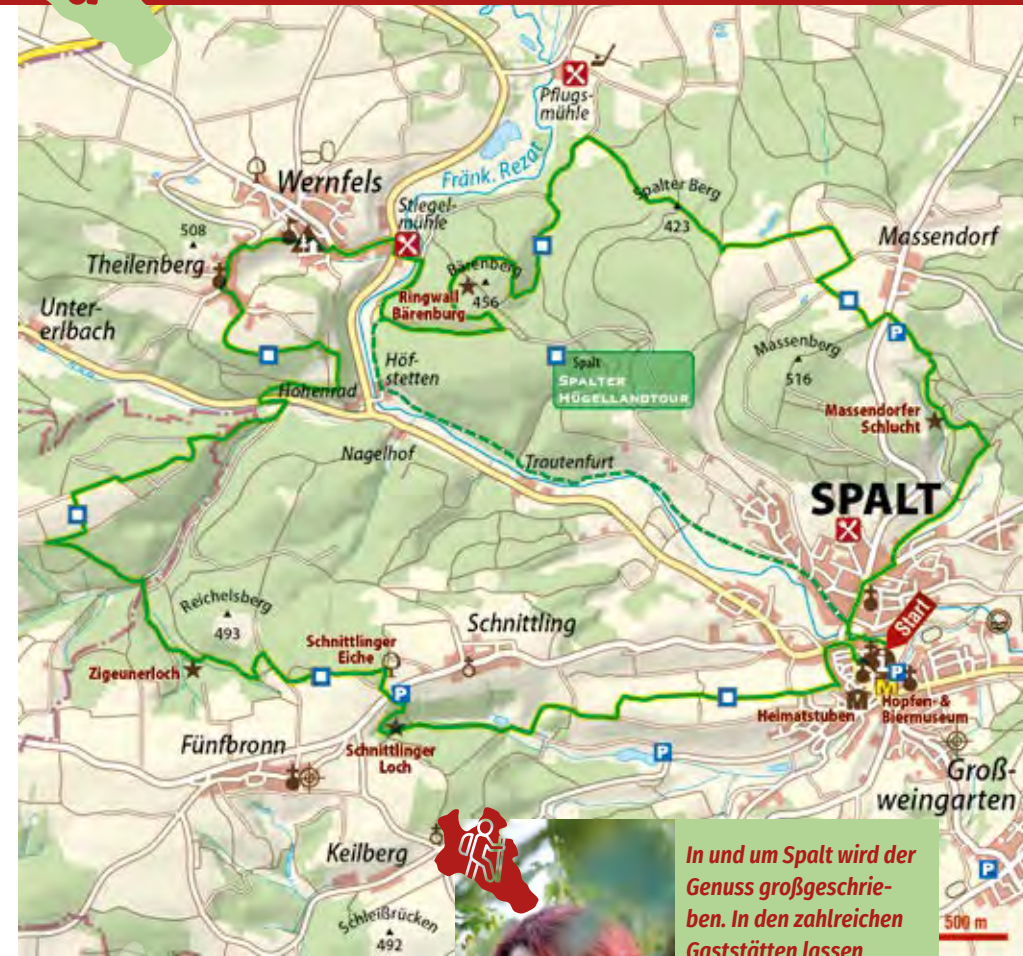 Pflugs-
mühle
Fränk. Rezat
Wernfels
Stiegel-
mühle
508
Theilenberg
Spalter Berg
423
Massendorf
Bärenberg
456
Ringwall
Bärenburg
Unter-
erlbach
P
Höf-
stetten
Spalt
SPALTER
HÜGELLANDTOUR
Massenberg
516
Hohenrad
Massendorfer
Schlucht
Nagelhof
Trautenfurt
SPALT
Reichelsberg
493
Schnittling
Start
Schnittlinger
Eiche
Zigeunerloch
P
P
M
M
Heimatstuben
Hopfen- &
Biermuseum
Fünfbronn
Schnittlinger
Loch
P
Groß-
weingarten
Keilberg
P
Schleißrücken
492
500 m
In und um Spalt wird der
Genuss großgeschrie-
ben. In den zahlreichen
Gaststätten lassen